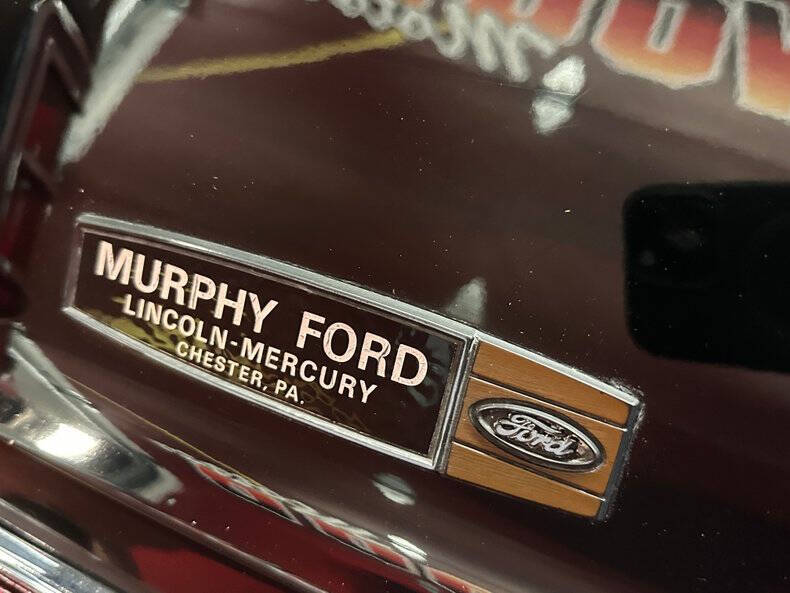 MURPHY FORD
LINCOLN-MERCURY
CHESTER, PA.
Ford